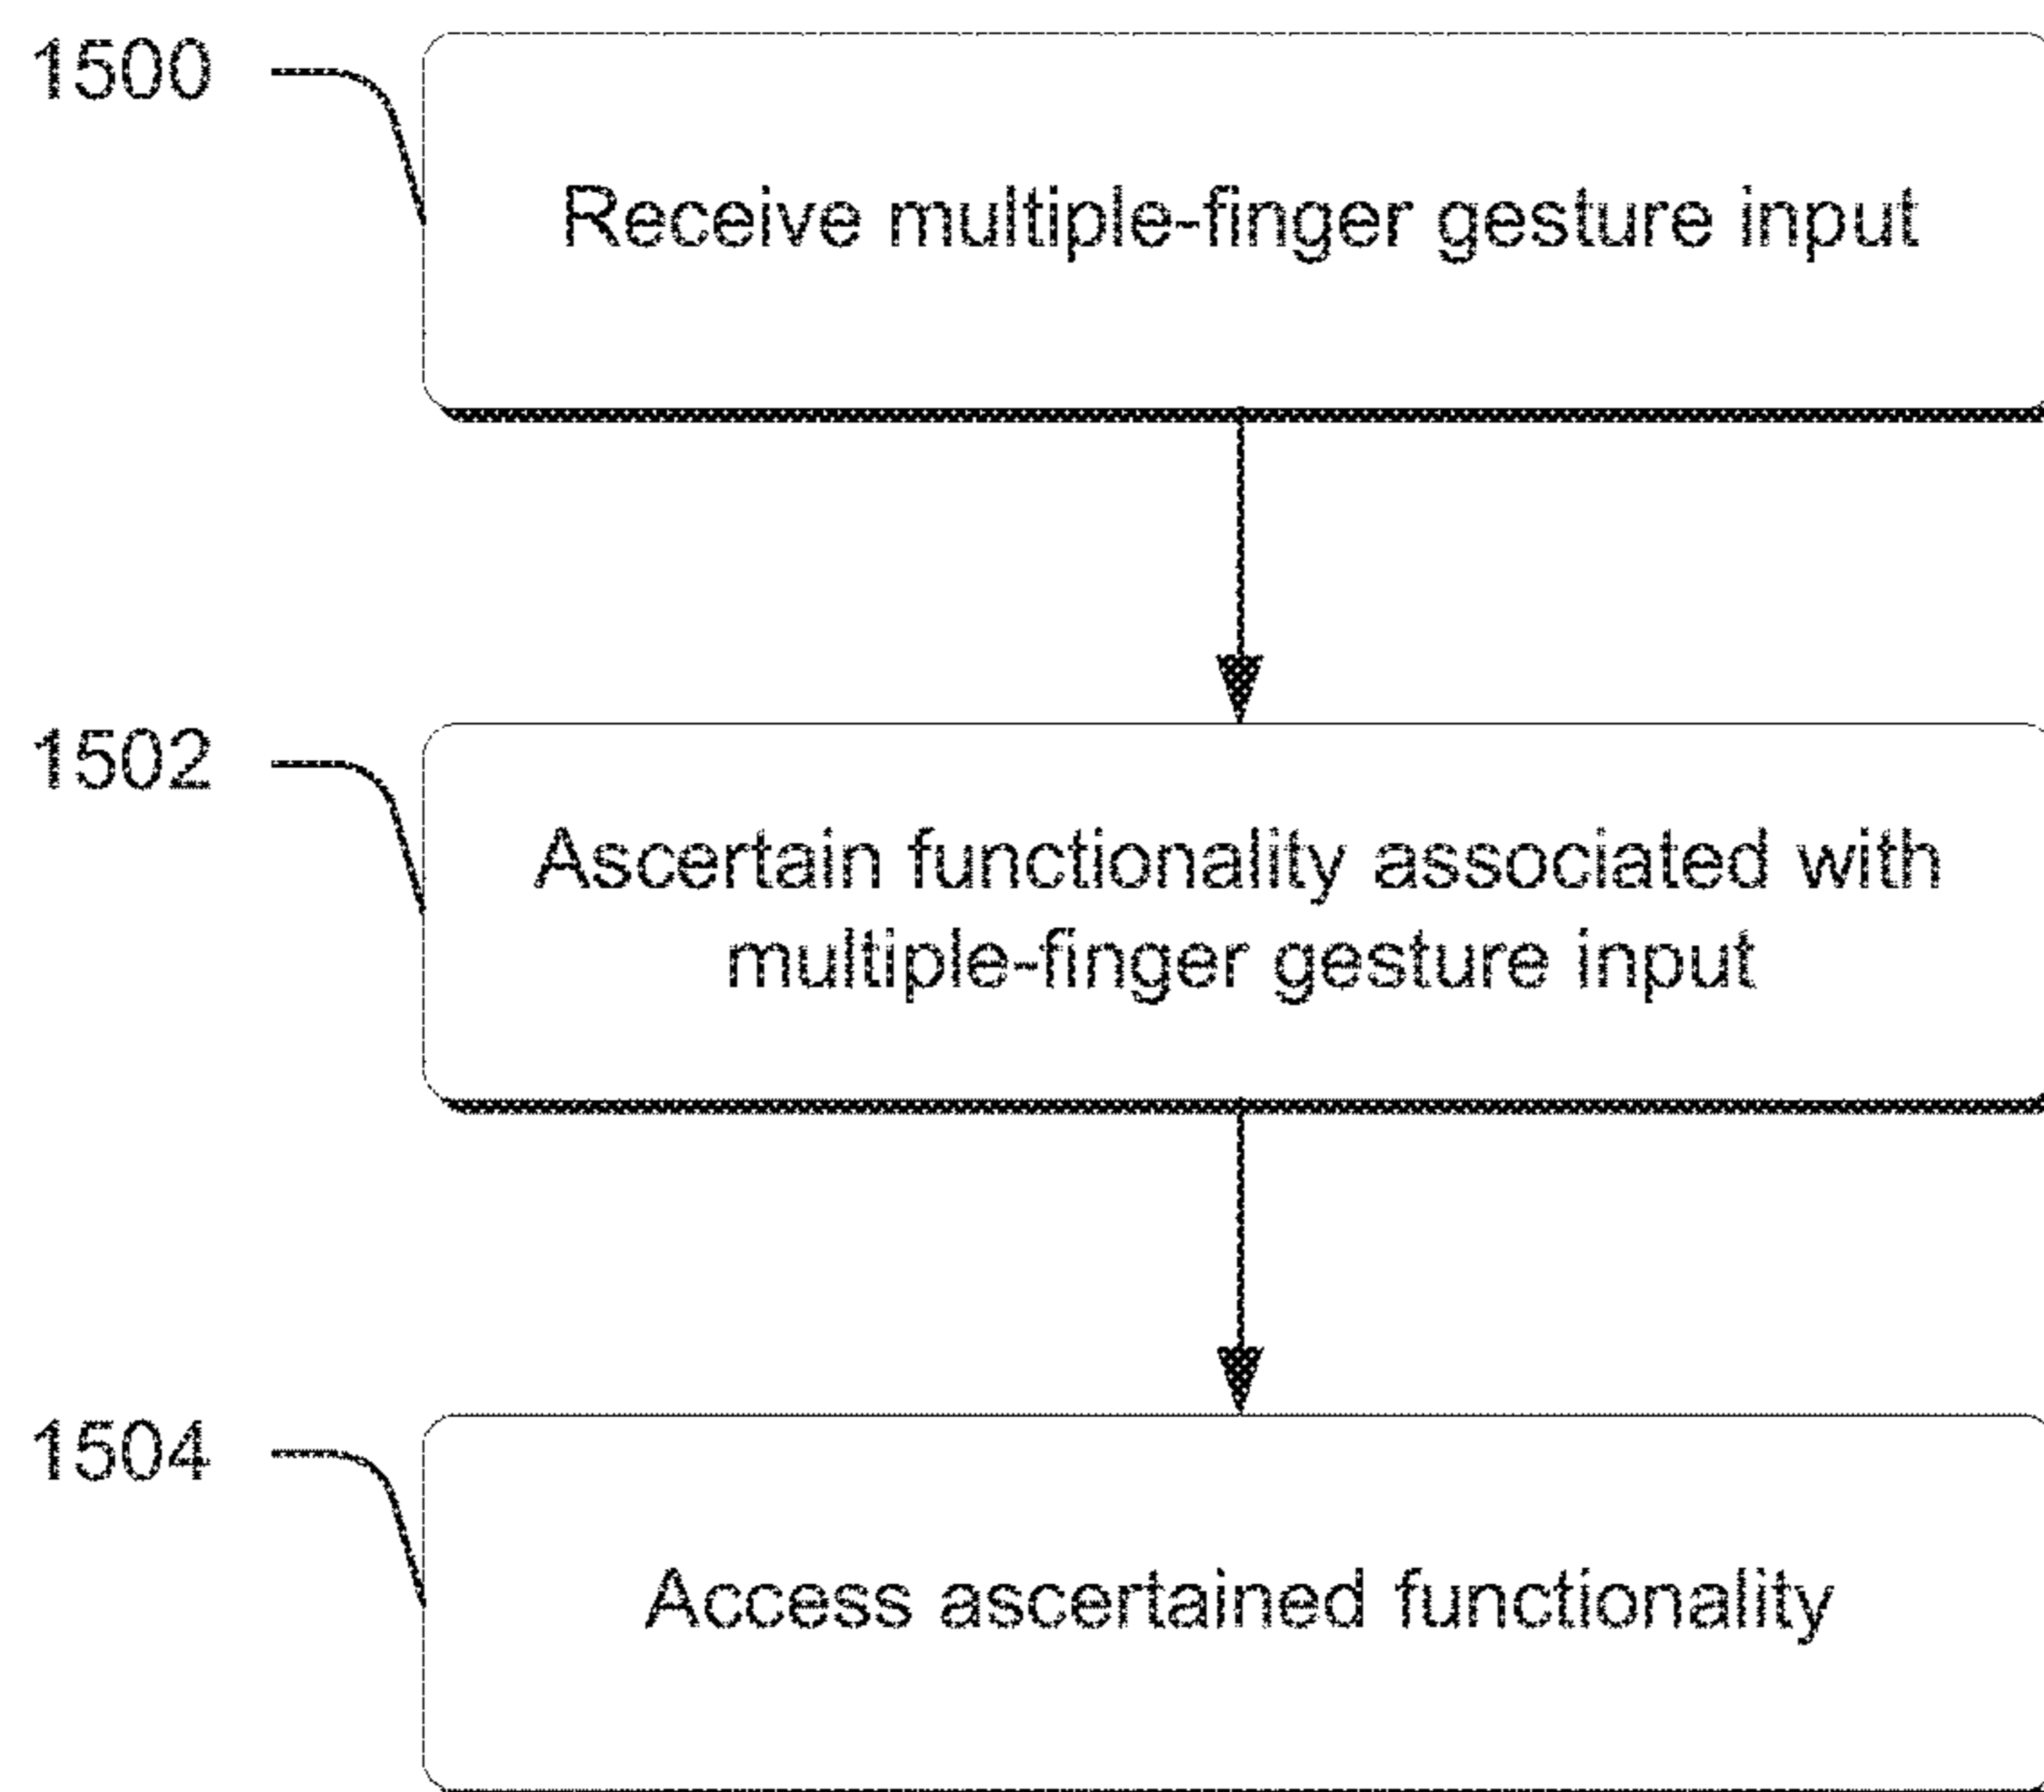 1500
Receive multiple-finger gesture input
1502
Ascertain functionality associated with
multiple-finger gesture input
1504
Access ascertained functionality